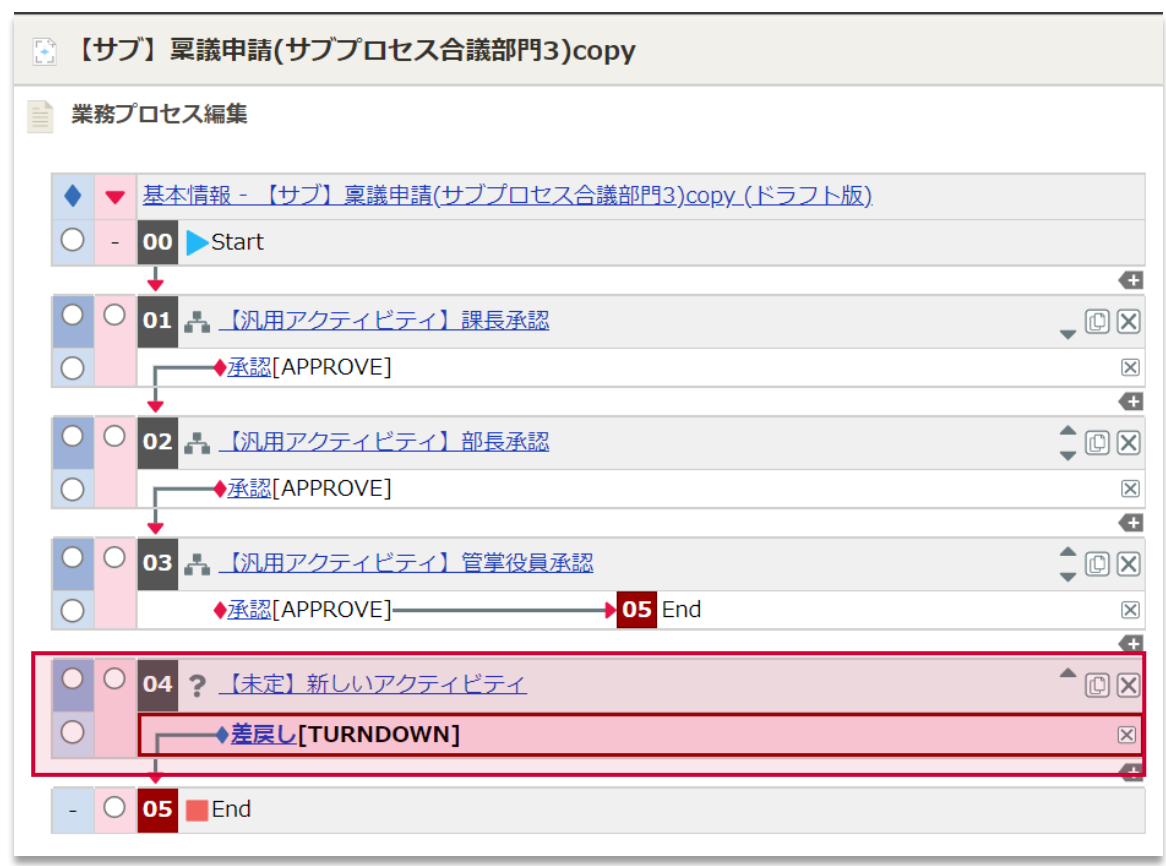 【サブ】稟議申請(サブプロセス合議部門3)copy
業務プロセス編集
基本情報 - 【サブ】稟議申請(サブプロセス合議部門3)copy (ドラフト版)
- 00 Start
01 【汎用アクティビティ】課長承認
承認[APPROVE]
02 【汎用アクティビティ】部長承認
承認[APPROVE]
03 【汎用アクティビティ】管掌役員承認
承認[APPROVE] 05 End
04 ? 【未定】新しいアクティビティ
差戻し[TURNDOWN]
- 05 End